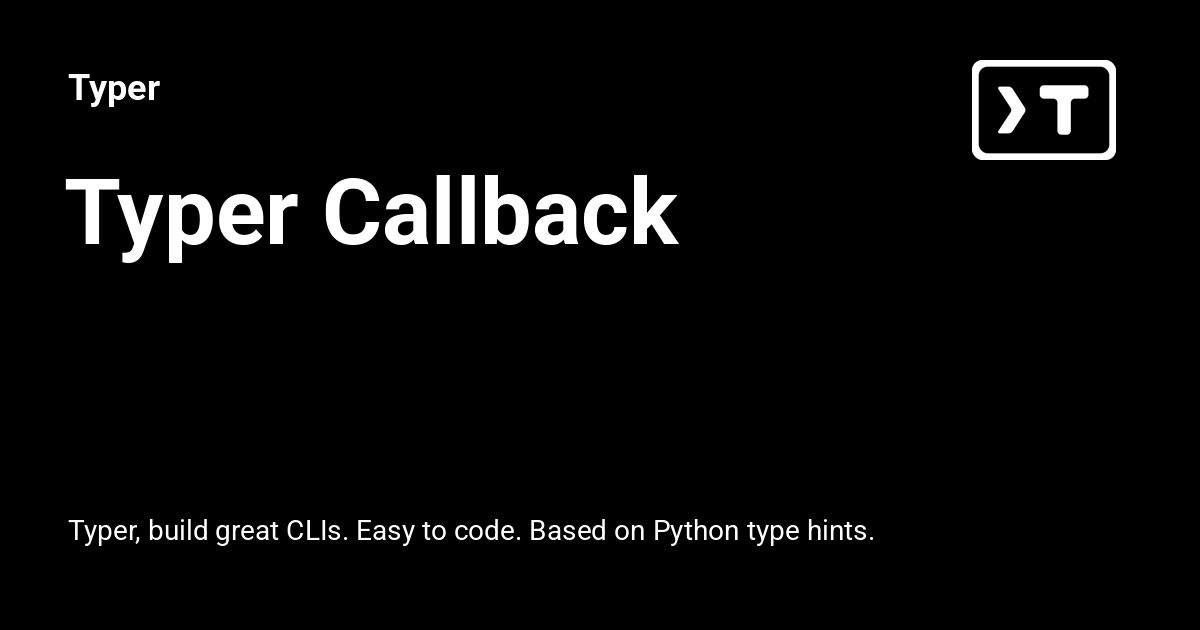 Typer
T
Typer Callback
Typer, build great CLIs. Easy to code. Based on Python type hints.